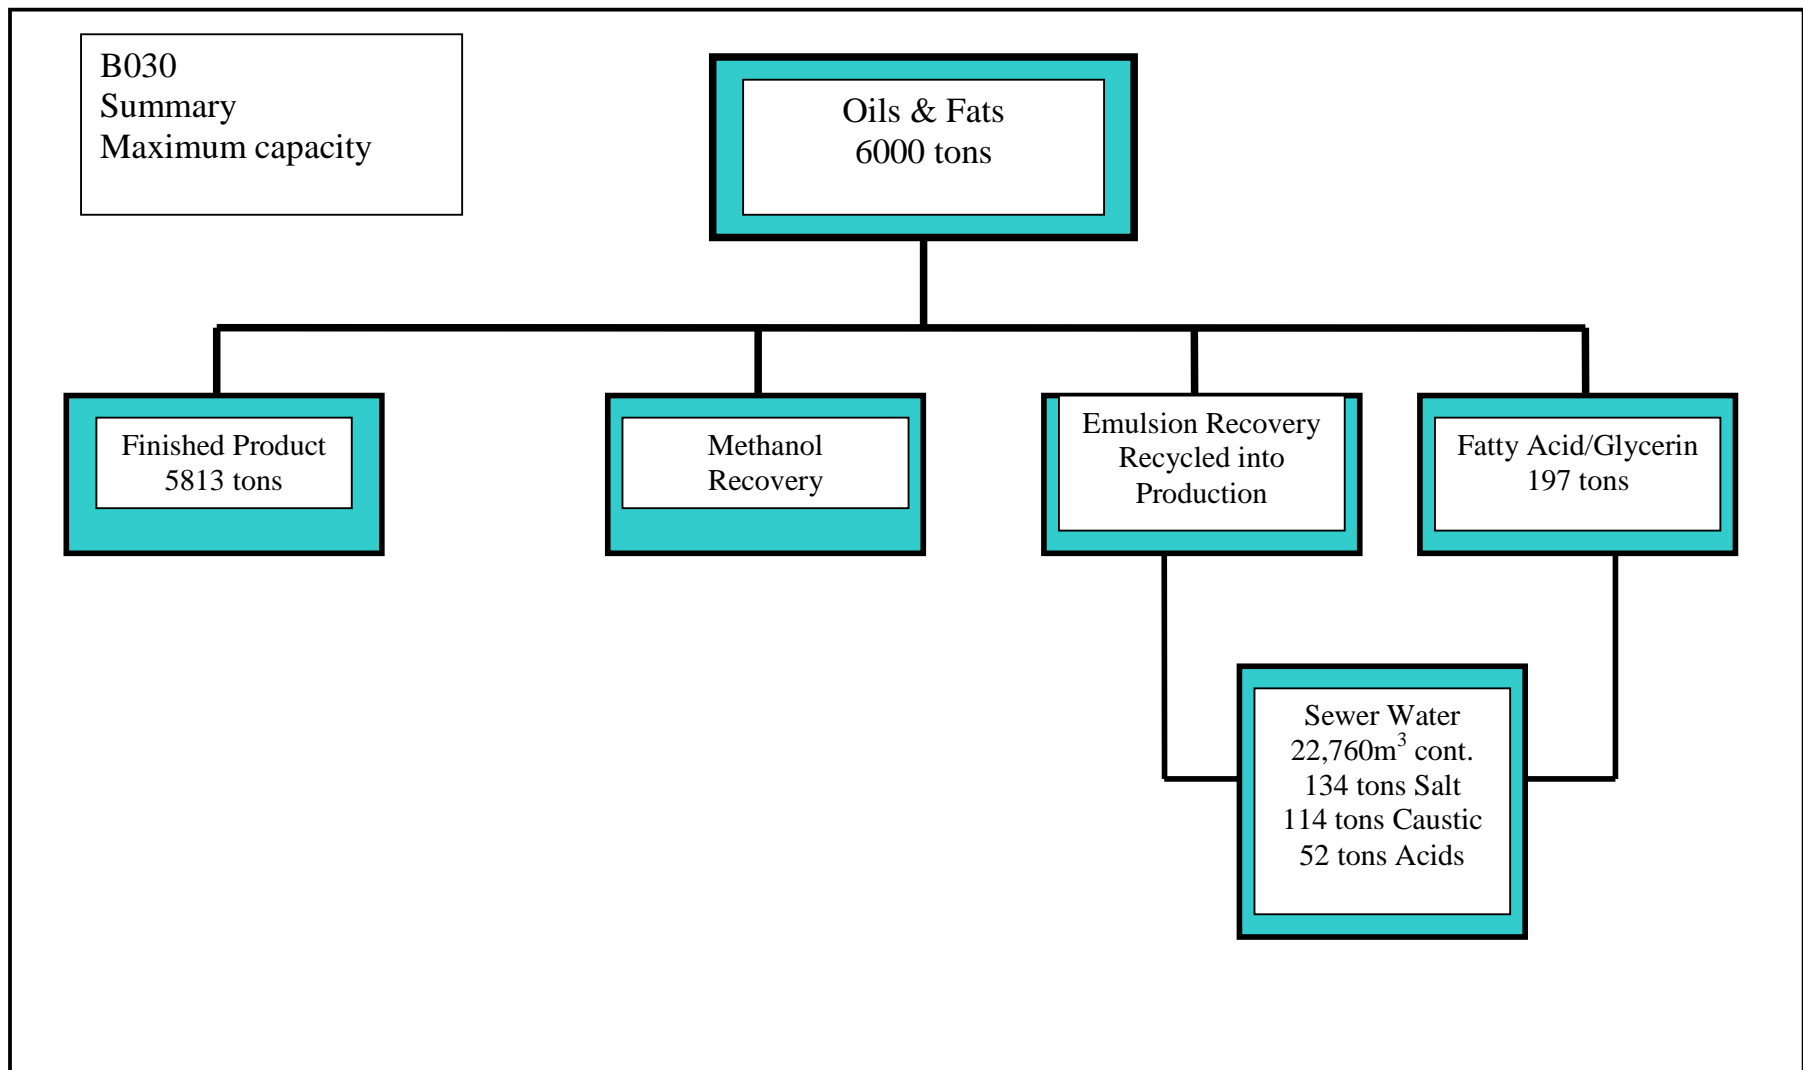 B030
Summary
Maximum capacity
Oils & Fats
6000 tons
Finished Product
5813 tons
Methanol
Recovery
Emulsion Recovery
Recycled into
Production
Fatty Acid/Glycerin
197 tons
Sewer Water
22,760m³ cont.
134 tons Salt
114 tons Caustic
52 tons Acids